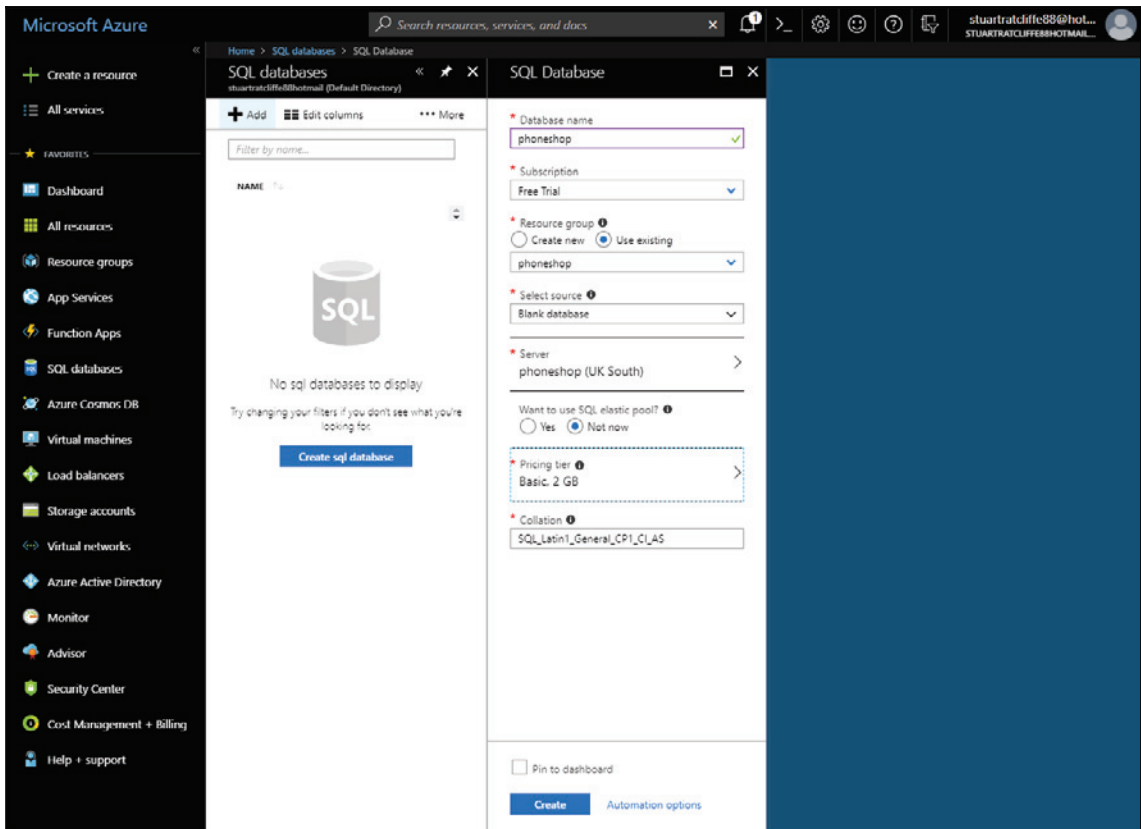 Microsoft Azure
Search resources, services, and docs
stuartratcliffe88@hot...
STUARTRATCLIFFE88HOTMAIL...
Create a resource
All services
FAVORITES
Dashboard
All resources
Resource groups
App Services
Function Apps
SQL databases
Azure Cosmos DB
Virtual machines
Load balancers
Storage accounts
Virtual networks
Azure Active Directory
Monitor
Advisor
Security Center
Cost Management + Billing
Help + support
Home > SQL databases > SQL Database
SQL databases
stuartratcliffe88hotmail (Default Directory)
Add Edit columns ••• More
Filter by name...
NAME
SQL
No sql databases to display
Try changing your filters if you don't see what you're
looking for.
Create sql database
SQL Database
* Database name
phoneshop
* Subscription
Free Trial
* Resource group
Create new Use existing
phoneshop
* Select source
Blank database
* Server
phoneshop (UK South)
Want to use SQL elastic pool?
Yes Not now
* Pricing tier
Basic, 2 GB
* Collation
SQL_Latin1_General_CP1_CI_AS
Pin to dashboard
Create Automation options